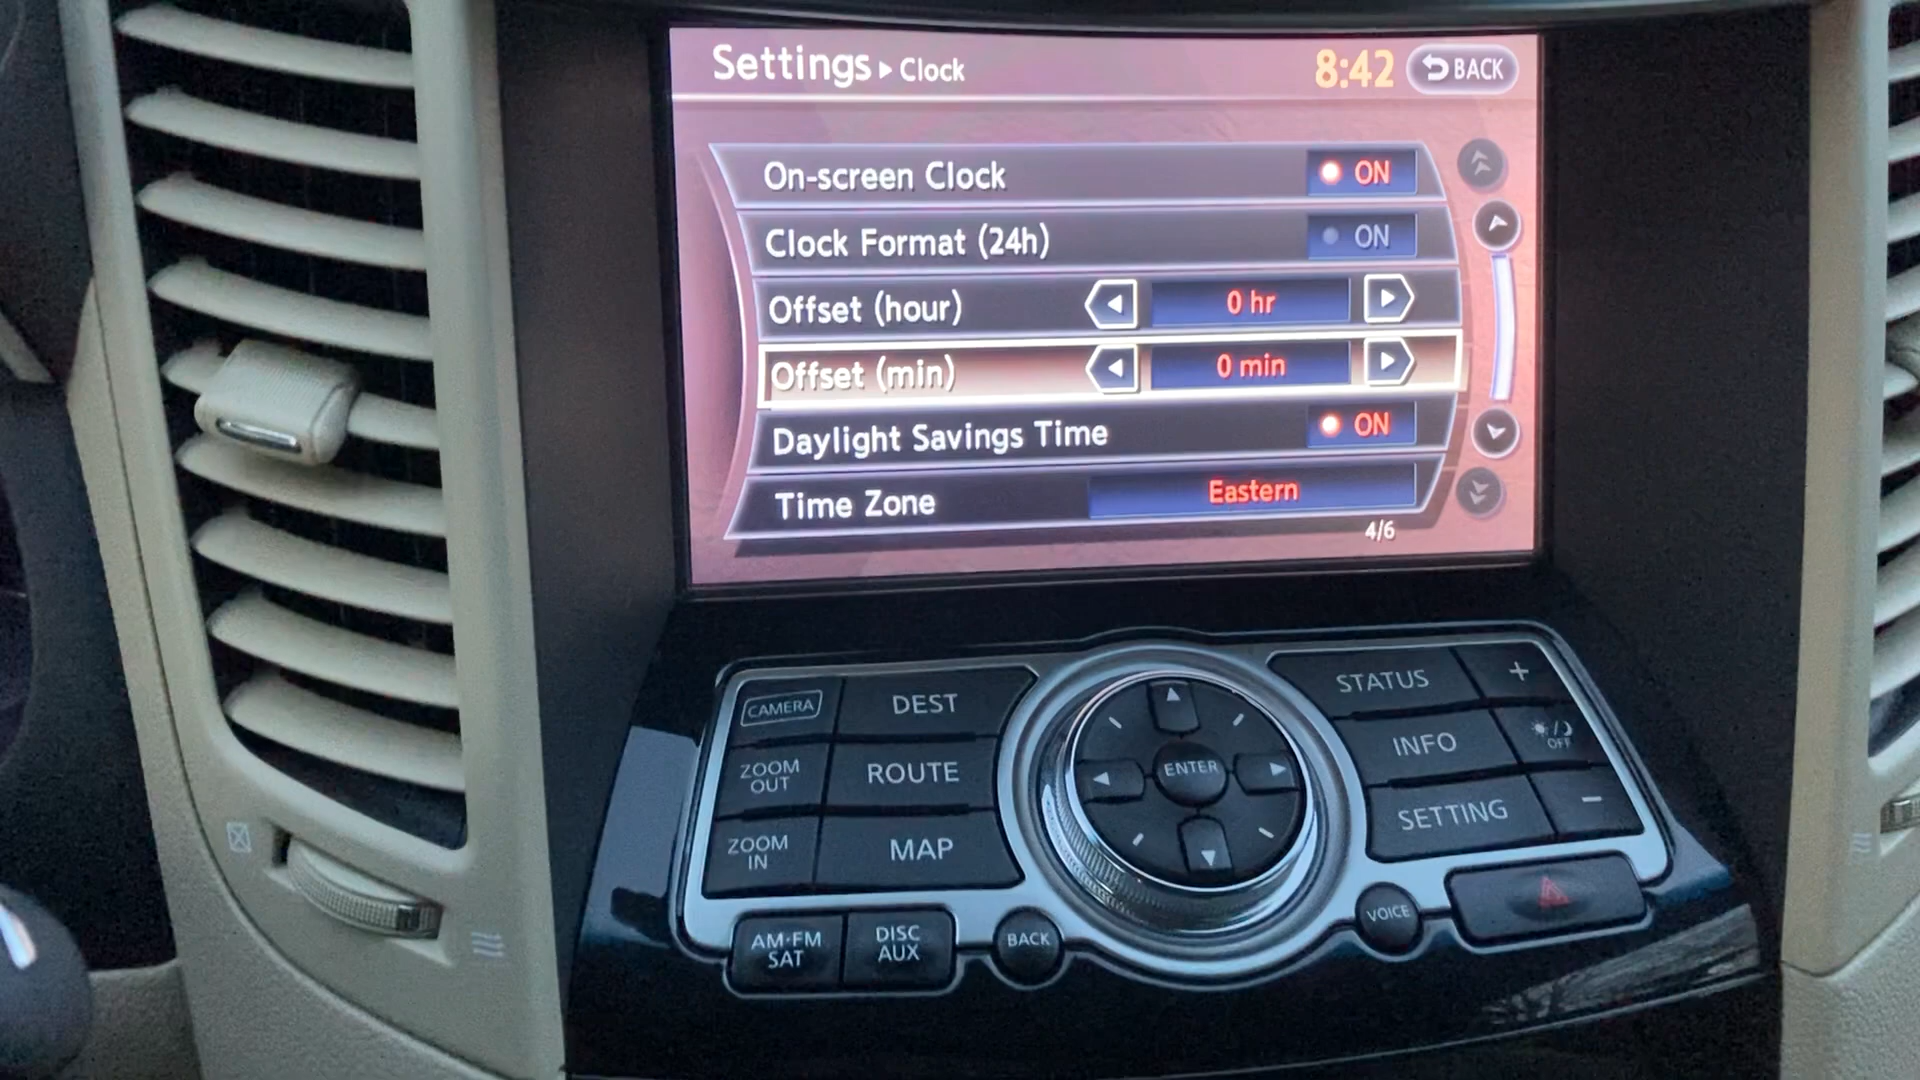 Settings ▸ Clock 8:42 BACK
On-screen Clock ON
Clock Format (24h) ON
Offset (hour) 0 hr
Offset (min) 0 min
Daylight Savings Time ON
Time Zone Eastern
4/6
CAMERA DEST
ZOOM OUT
ROUTE
ZOOM IN
MAP
ENTER
STATUS +
INFO
OFF
SETTING −
AM·FM
SAT
DISC
AUX
BACK
VOICE